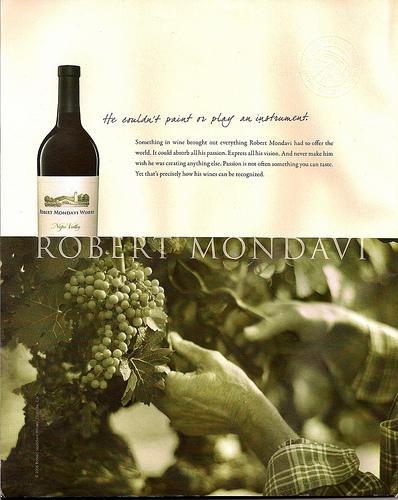 He couldn't paint or play an instrument.
Something in wine brought out everything Robert Mondavi had to offer the
world. It could absorb all his passion. Express all his vision. And never make him
wish he was creating anything else. Passion is not often something you can taste.
Yet that's precisely how his wines can be recognized.
ROBERT MONDAVI WINERY
Napa Valley
ROBERT MONDAVI